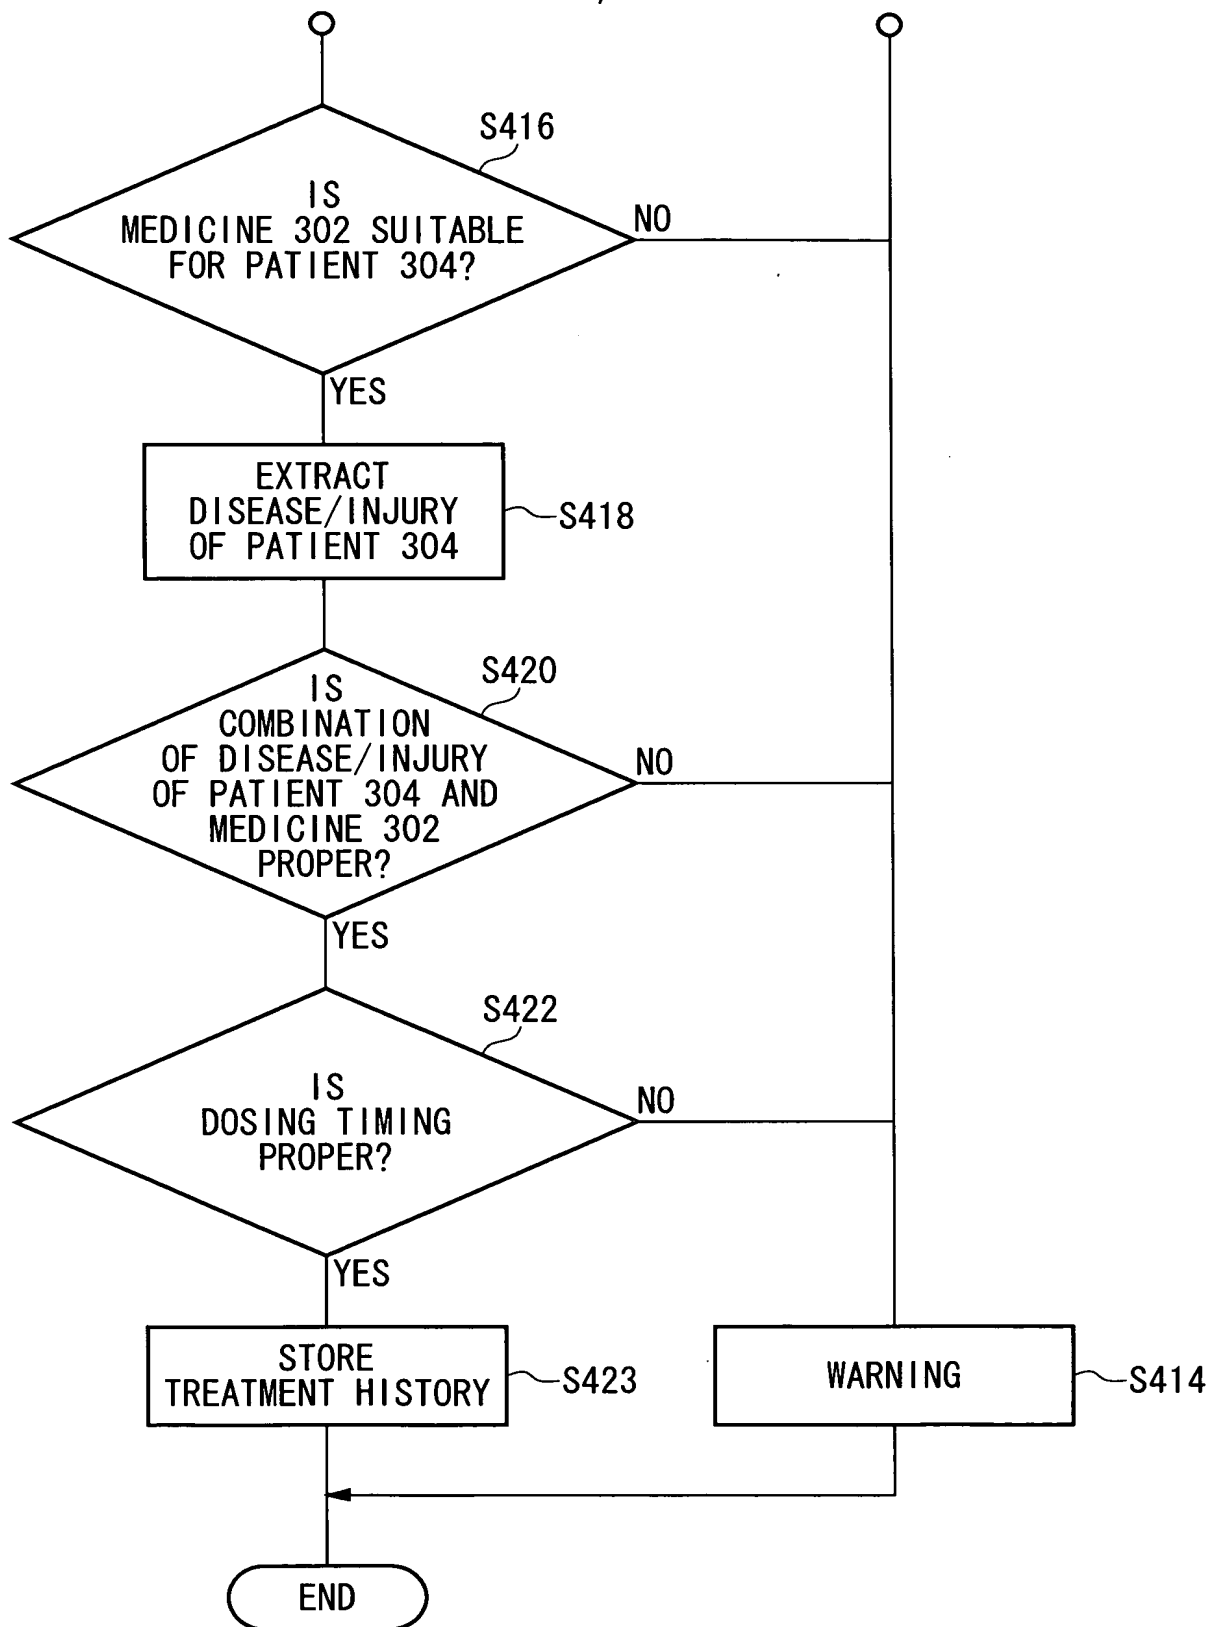 S416
IS
MEDICINE 302 SUITABLE
FOR PATIENT 304?
NO
YES
EXTRACT
DISEASE/INJURY
OF PATIENT 304
S418
S420
IS
COMBINATION
OF DISEASE/INJURY
OF PATIENT 304 AND
MEDICINE 302
PROPER?
NO
YES
S422
IS
DOSING TIMING
PROPER?
NO
YES
STORE
TREATMENT HISTORY
S423
WARNING
S414
END